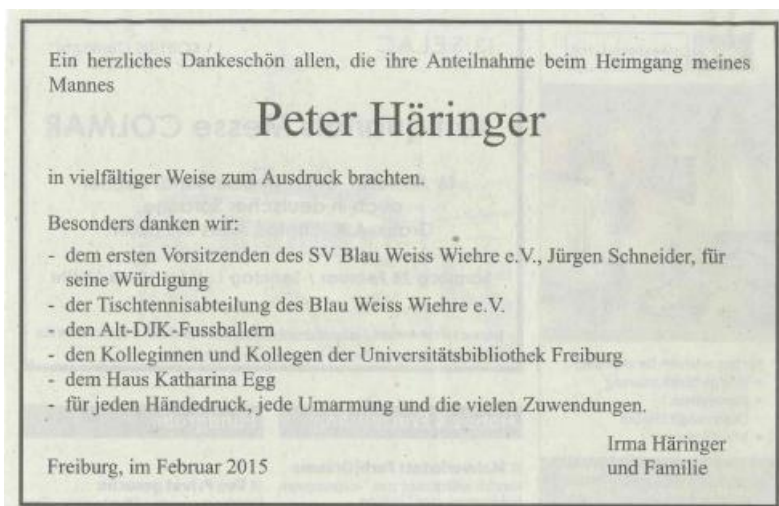 Ein herzliches Dankeschön allen, die ihre Anteilnahme beim Heimgang meines
Mannes
Peter Häringer
in vielfältiger Weise zum Ausdruck brachten.
Besonders danken wir:
- dem ersten Vorsitzenden des SV Blau Weiss Wiehre e.V., Jürgen Schneider, für
seine Würdigung
- der Tischtennisabteilung des Blau Weiss Wiehre e.V.
- den Alt-DJK-Fussballern
- den Kolleginnen und Kollegen der Universitätsbibliothek Freiburg
- dem Haus Katharina Egg
- für jeden Händedruck, jede Umarmung und die vielen Zuwendungen.
Irma Häringer
Freiburg, im Februar 2015
und Familie